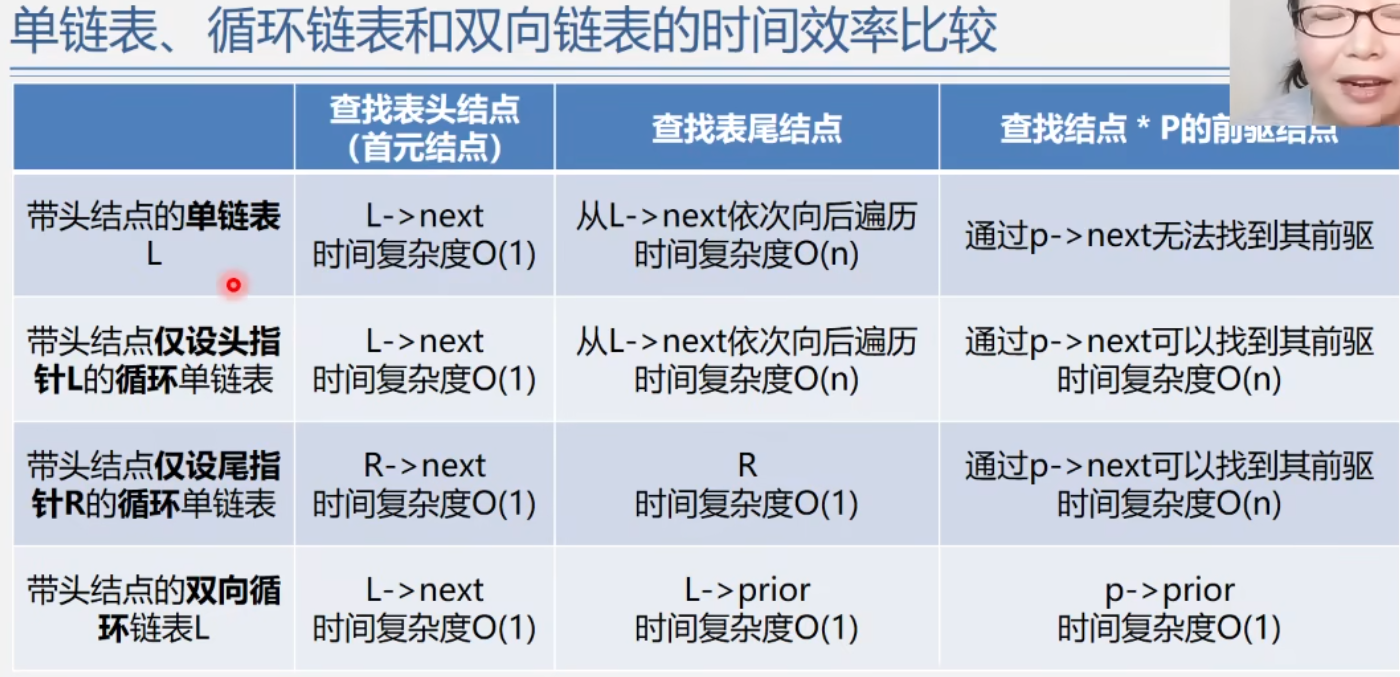 单链表、循环链表和双向链表的时间效率比较
查找表头结点
（首元结点）
查找表尾结点
查找结点 * P的前驱结点
带头结点的单链表
L
L->next
时间复杂度O(1)
从L->next依次向后遍历
时间复杂度O(n)
通过p->next无法找到其前驱
带头结点仅设头指
针L的循环单链表
L->next
时间复杂度O(1)
从L->next依次向后遍历
时间复杂度O(n)
通过p->next可以找到其前驱
时间复杂度O(n)
带头结点仅设尾指
针R的循环单链表
R->next
时间复杂度O(1)
R
时间复杂度O(1)
通过p->next可以找到其前驱
时间复杂度O(n)
带头结点的双向循
环链表L
L->next
时间复杂度O(1)
L->prior
时间复杂度O(1)
p->prior
时间复杂度O(1)